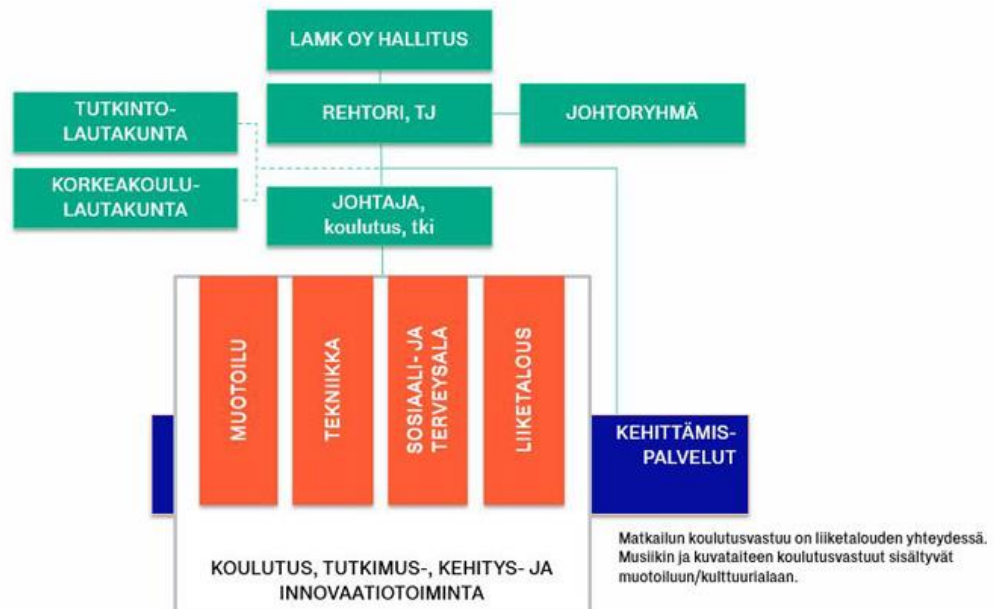 LAMK OY HALLITUS
TUTKINTO-
LAUTAKUNTA
REHTORI, TJ
JOHTORYHMÄ
KORKEAKOULU-
LAUTAKUNTA
JOHTAJA,
koulutus, tki
MUOTOILU
TEKNIIKKA
SOSIAALI- JA
TERVEYSALA
LIIKETALOUS
KEHITTÄMIS-
PALVELUT
KOULUTUS, TUTKIMUS-, KEHITYS- JA
INNOVAATIOTOIMINTA
Matkailun koulutusvastuu on liiketalouden yhteydessä.
Musiikin ja kuvataiteen koulutusvastuut sisältyvät
muotoiluun/kulttuurialaan.